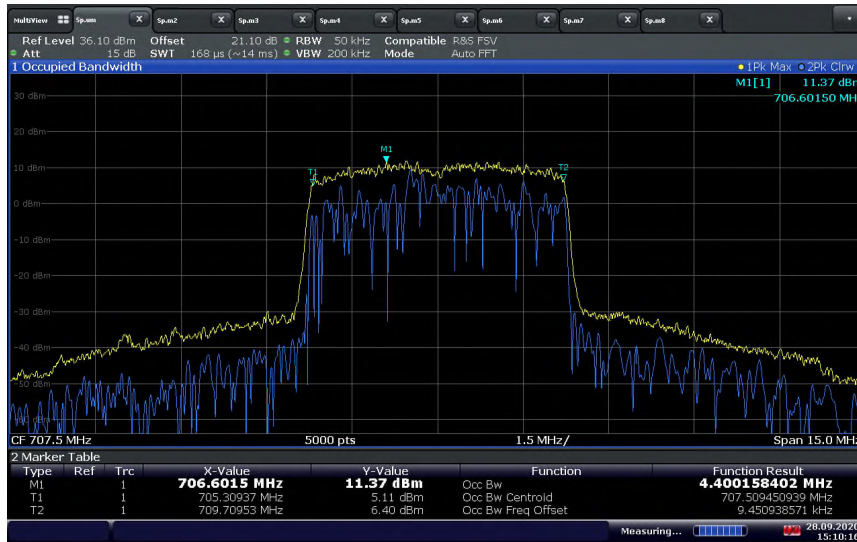 MultiView Sp.um X Sp.m2 X Sp.m3 X Sp.m4 X Sp.m5 X Sp.m6 X Sp.m7 X Sp.m8 X
Ref Level 36.10 dBm Offset 21.10 dB RBW 50 kHz Compatible R&S FSV
Att 15 dB SWT 168 µs (~14 ms) VBW 200 kHz Mode Auto FFT
1 Occupied Bandwidth 1Pk Max 2Pk Clrw
M1[1] 11.37 dBm
706.60150 MH
30 dBm
20 dBm
M1
10 dBm
T1 T2
0 dBm
-10 dBm
-20 dBm
-30 dBm
-40 dBm
-50 dBm
CF 707.5 MHz 5000 pts 1.5 MHz/ Span 15.0 MHz
2 Marker Table
Type Ref Trc X-Value Y-Value Function Function Result
M1 1 706.6015 MHz 11.37 dBm Occ Bw 4.400158402 MHz
T1 1 705.30937 MHz 5.11 dBm Occ Bw Centroid 707.509450939 MHz
T2 1 709.70953 MHz 6.40 dBm Occ Bw Freq Offset 9.450938571 kHz
Measuring... 28.09.2020
15:10:16